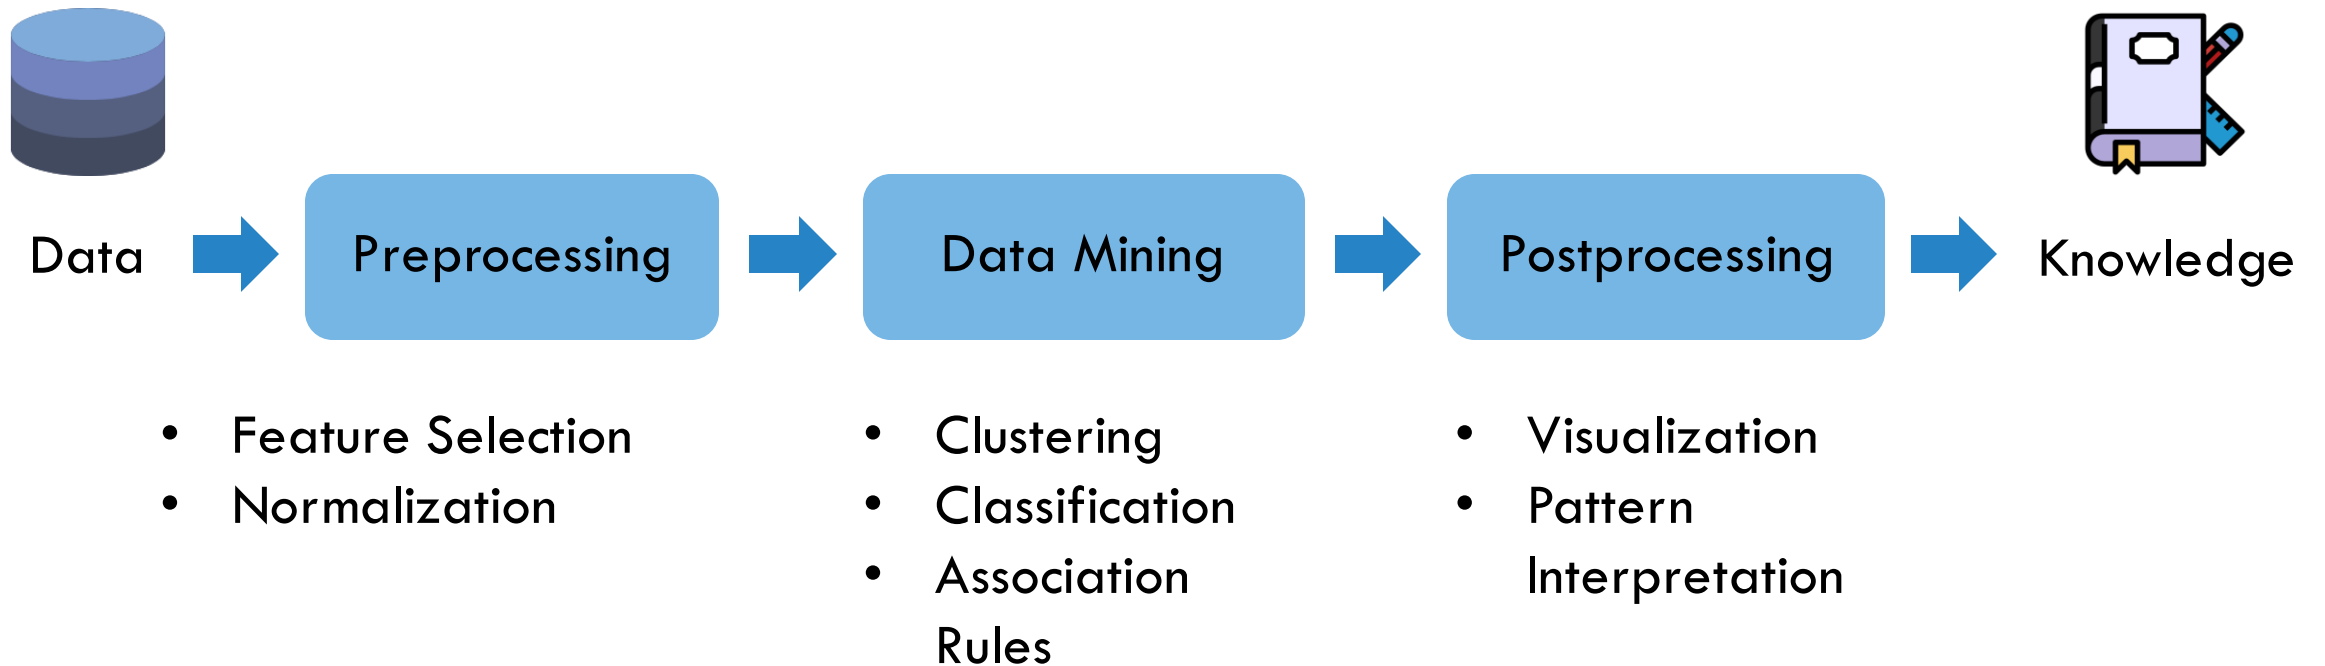 Data
Preprocessing
Data Mining
Postprocessing
Knowledge
• Feature Selection
• Normalization
• Clustering
• Classification
• Association
Rules
• Visualization
• Pattern
Interpretation